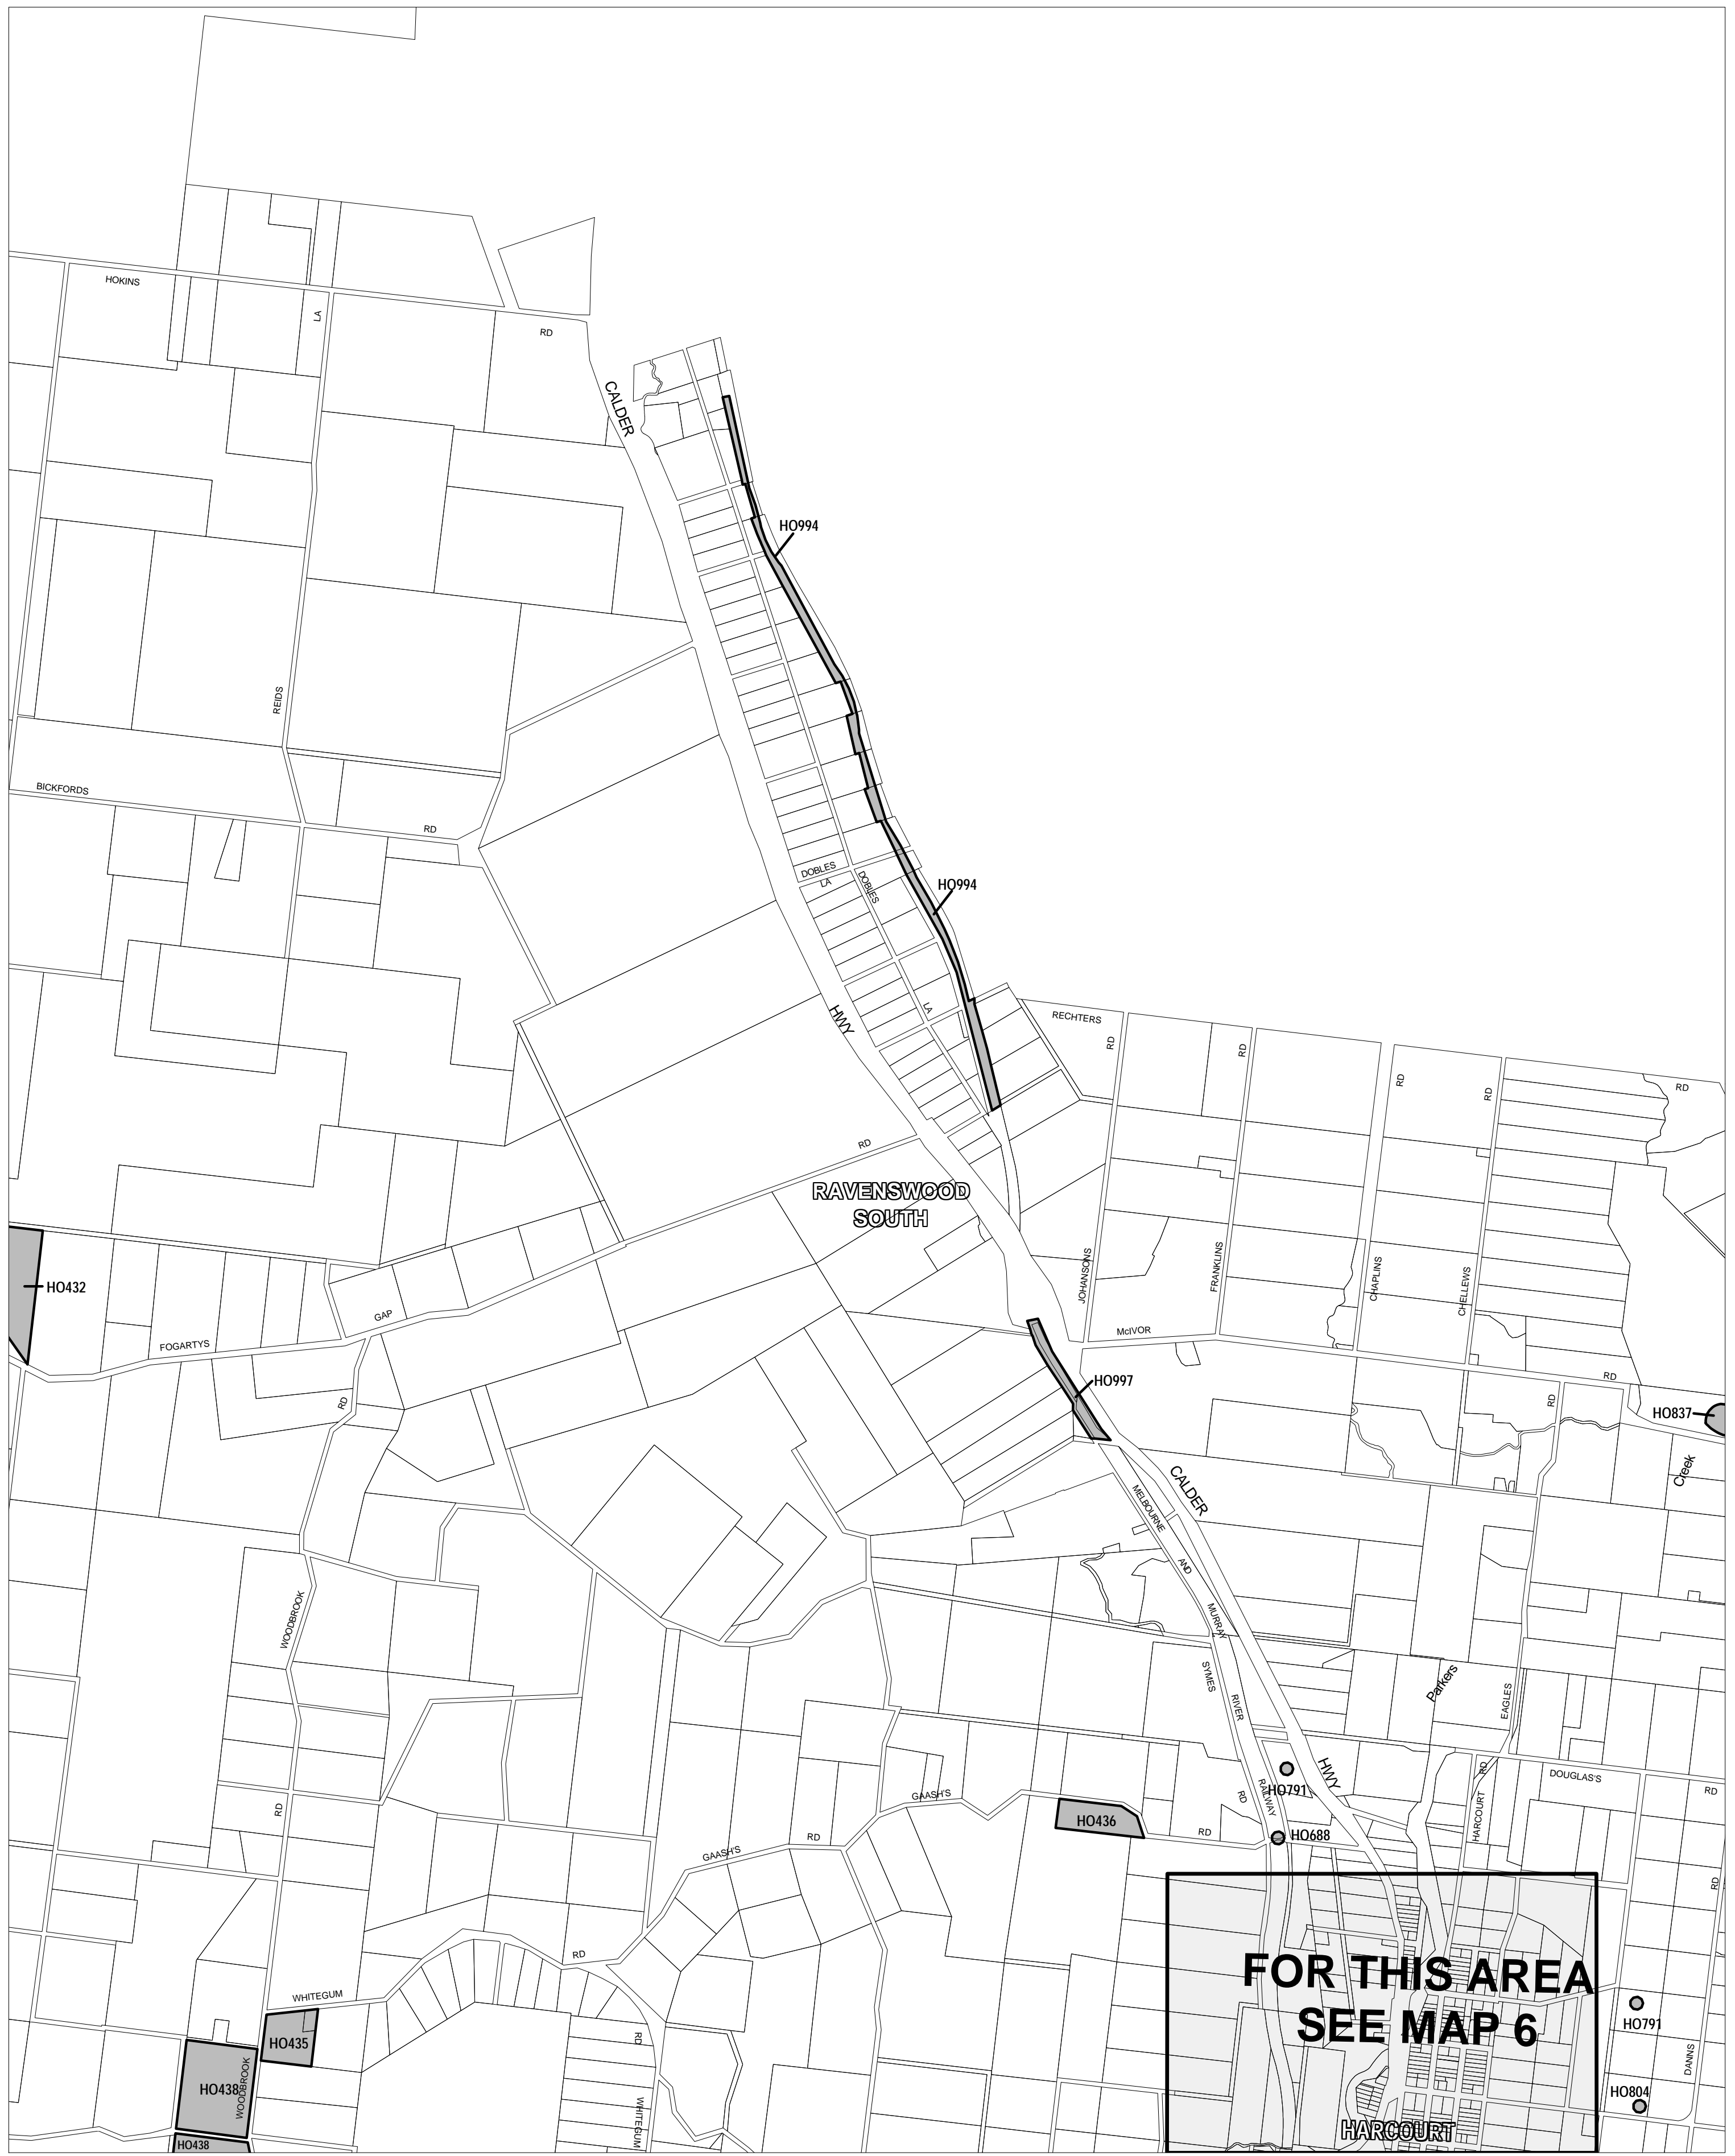 HOKINS
LA
RD
CALDER
HO994
REIDS
BICKFORDS
RD
DOBLES
LA
DOBLES
HO994
HWY
LA
RECHTERS
RD
RD
RD
RD
RD
RD
RAVENSWOOD
SOUTH
HO432
GAP
FOGARTYS
JOHANSONS
FRANKLINS
CHAPLINS
CHELLEWS
McIVOR
RD
HO997
RD
RD
HO837
Creek
CALDER
MELBOURNE
AND
MURRAY
RIVER
RAILWAY
WOODBROOK
SYMES
RD
Parkers
EAGLES
RD
HWY
HO791
DOUGLAS'S
RD
HARCOURT
RD
GAASH'S
HO436
RD
HO688
RD
GAASH'S
RD
RD
FOR THIS AREA
SEE MAP 6
WHITEGUM
HO435
RD
HO791
HO438
WOODBROOK
DANNS
HO804
WHITEGUM
HARCOURT
HO438